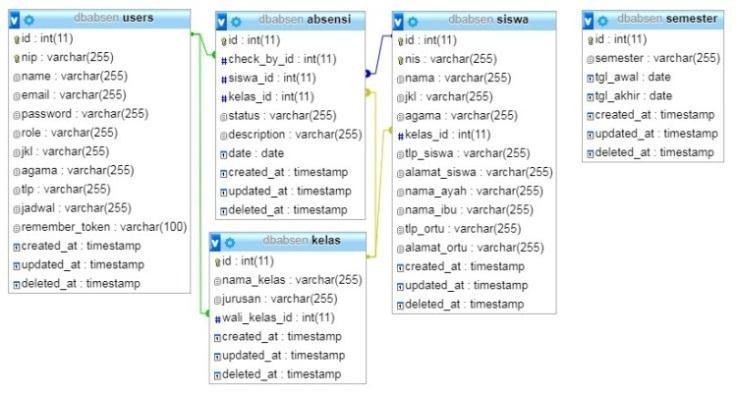 dbabsen users
id : int(11)
nip : varchar(255)
name : varchar(255)
email : varchar(255)
password : varchar(255)
role : varchar(255)
jkl : varchar(255)
agama : varchar(255)
tlp : varchar(255)
jadwal : varchar(255)
remember_token : varchar(100)
created_at : timestamp
updated_at : timestamp
deleted_at : timestamp
dbabsen absensi
id : int(11)
check_by_id : int(11)
siswa_id : int(11)
kelas_id : int(11)
status : varchar(255)
description : varchar(255)
date : date
created_at : timestamp
updated_at : timestamp
deleted_at : timestamp
dbabsen kelas
id : int(11)
nama_kelas : varchar(255)
jurusan : varchar(255)
wali_kelas_id : int(11)
created_at : timestamp
updated_at : timestamp
deleted_at : timestamp
dbabsen siswa
id : int(11)
nis : varchar(255)
nama : varchar(255)
jkl : varchar(255)
agama : varchar(255)
kelas_id : int(11)
tlp_siswa : varchar(255)
alamat_siswa : varchar(255)
nama_ayah : varchar(255)
nama_ibu : varchar(255)
tlp_ortu : varchar(255)
alamat_ortu : varchar(255)
created_at : timestamp
updated_at : timestamp
deleted_at : timestamp
dbabsen semester
id : int(11)
semester : varchar(255)
tgl_awal : date
tgl_akhir : date
created_at : timestamp
updated_at : timestamp
deleted_at : timestamp